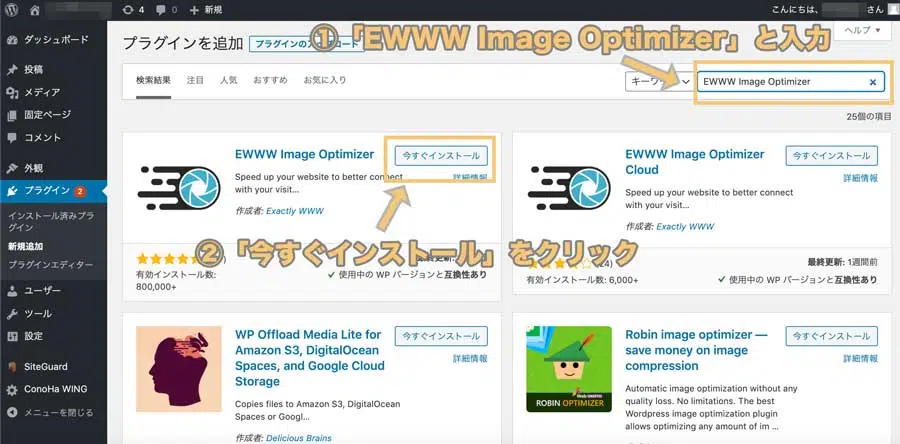 4
0
新規
こんにちは、
さん
ヘルプ
ダッシュボード
投稿
メディア
固定ページ
コメント
外観
プラグイン 2
インストール済みプラグイン
新規追加
プラグインエディター
ユーザー
ツール
設定
SiteGuard
ConoHa WING
メニューを閉じる
プラグインを追加
①「EWWW Image Optimizer」と入力
検索結果
注目
人気
おすすめ
お気に入り
EWWW Image Optimizer
25個の項目
EWWW Image Optimizer
今すぐインストール
詳細情報
Speed up your website to better connect
with your visit...
作成者: Exactly WWW
有効インストール数:
800,000+
使用中の WP バージョンと互換性あり
EWWW Image Optimizer
Cloud
今すぐインストール
詳細情報
Speed up your website to better connect
with your visit...
作成者: Exactly WWW
(24)
最終更新: 1週間前
有効インストール数: 6,000+
使用中の WP バージョンと互換性あり
②「今すぐインストール」をクリック
WP Offload Media Lite for
Amazon S3, DigitalOcean
Spaces, and Google Cloud
Storage
今すぐインストール
詳細情報
Copies files to Amazon S3, DigitalOcean
Spaces or Googl...
作成者: Delicious Brains
ROBIN OPTIMIZER
Robin image optimizer —
save money on image
compression
今すぐインストール
詳細情報
Automatic image optimization without any
quality loss. No limitations. The best
Wordpress image optimization plugin
allows optimizing any amount of im ...